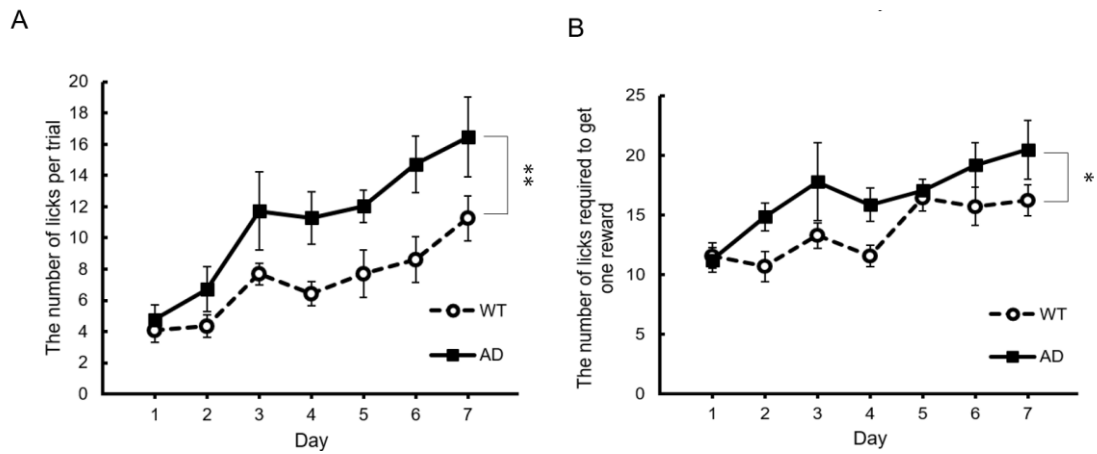 A
The number of licks per trial
20
18
16
14
12
10
8
6
4
2
0
1 2 3 4 5 6 7
Day
WT
AD
**
B
The number of licks required to get
one reward
25
20
15
10
5
0
1 2 3 4 5 6 7
Day
WT
AD
*